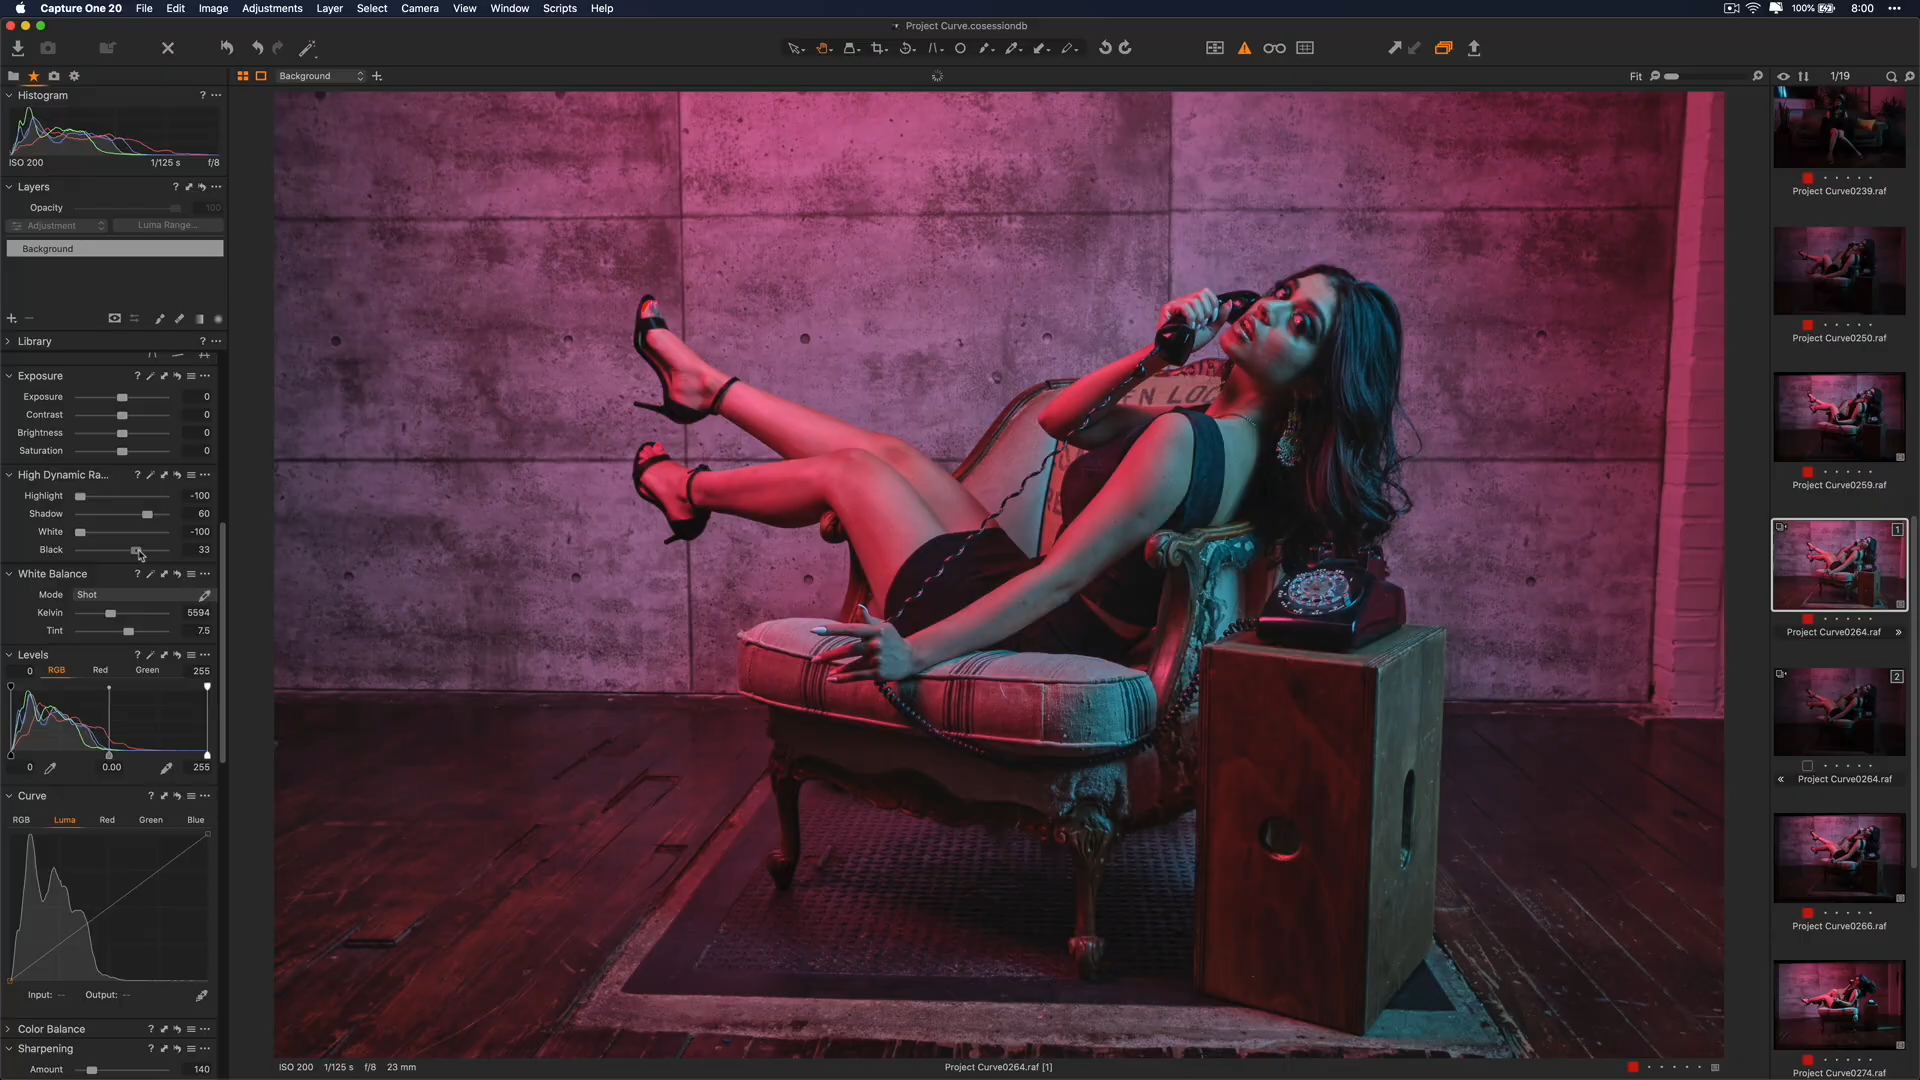 Capture One 20 File Edit Image Adjustments Layer Select Camera View Window Scripts Help 100% 8:00
Project Curve.cosessiondb
Background Fit 1/19
Histogram ?
ISO 200 1/125 s f/8
Layers ?
Opacity 100
Adjustment Luma Range...
Background
Library ?
Exposure ?
Exposure 0
Contrast 0
Brightness 0
Saturation 0
High Dynamic Ra... ?
Highlight -100
Shadow 60
White -100
Black 33
White Balance ?
Mode Shot
Kelvin 5594
Tint 7.5
Levels ?
0 RGB Red Green 255
0 0.00 255
Curve ?
RGB Luma Red Green Blue
Input: -- Output: --
Color Balance ?
Sharpening ?
Amount 140
EN LOC
ISO 200 1/125 s f/8 23 mm Project Curve0264.raf [1]
Project Curve0239.raf
Project Curve0250.raf
Project Curve0259.raf
1
Project Curve0264.raf »
2
« Project Curve0264.raf
Project Curve0266.raf
Project Curve0274.raf